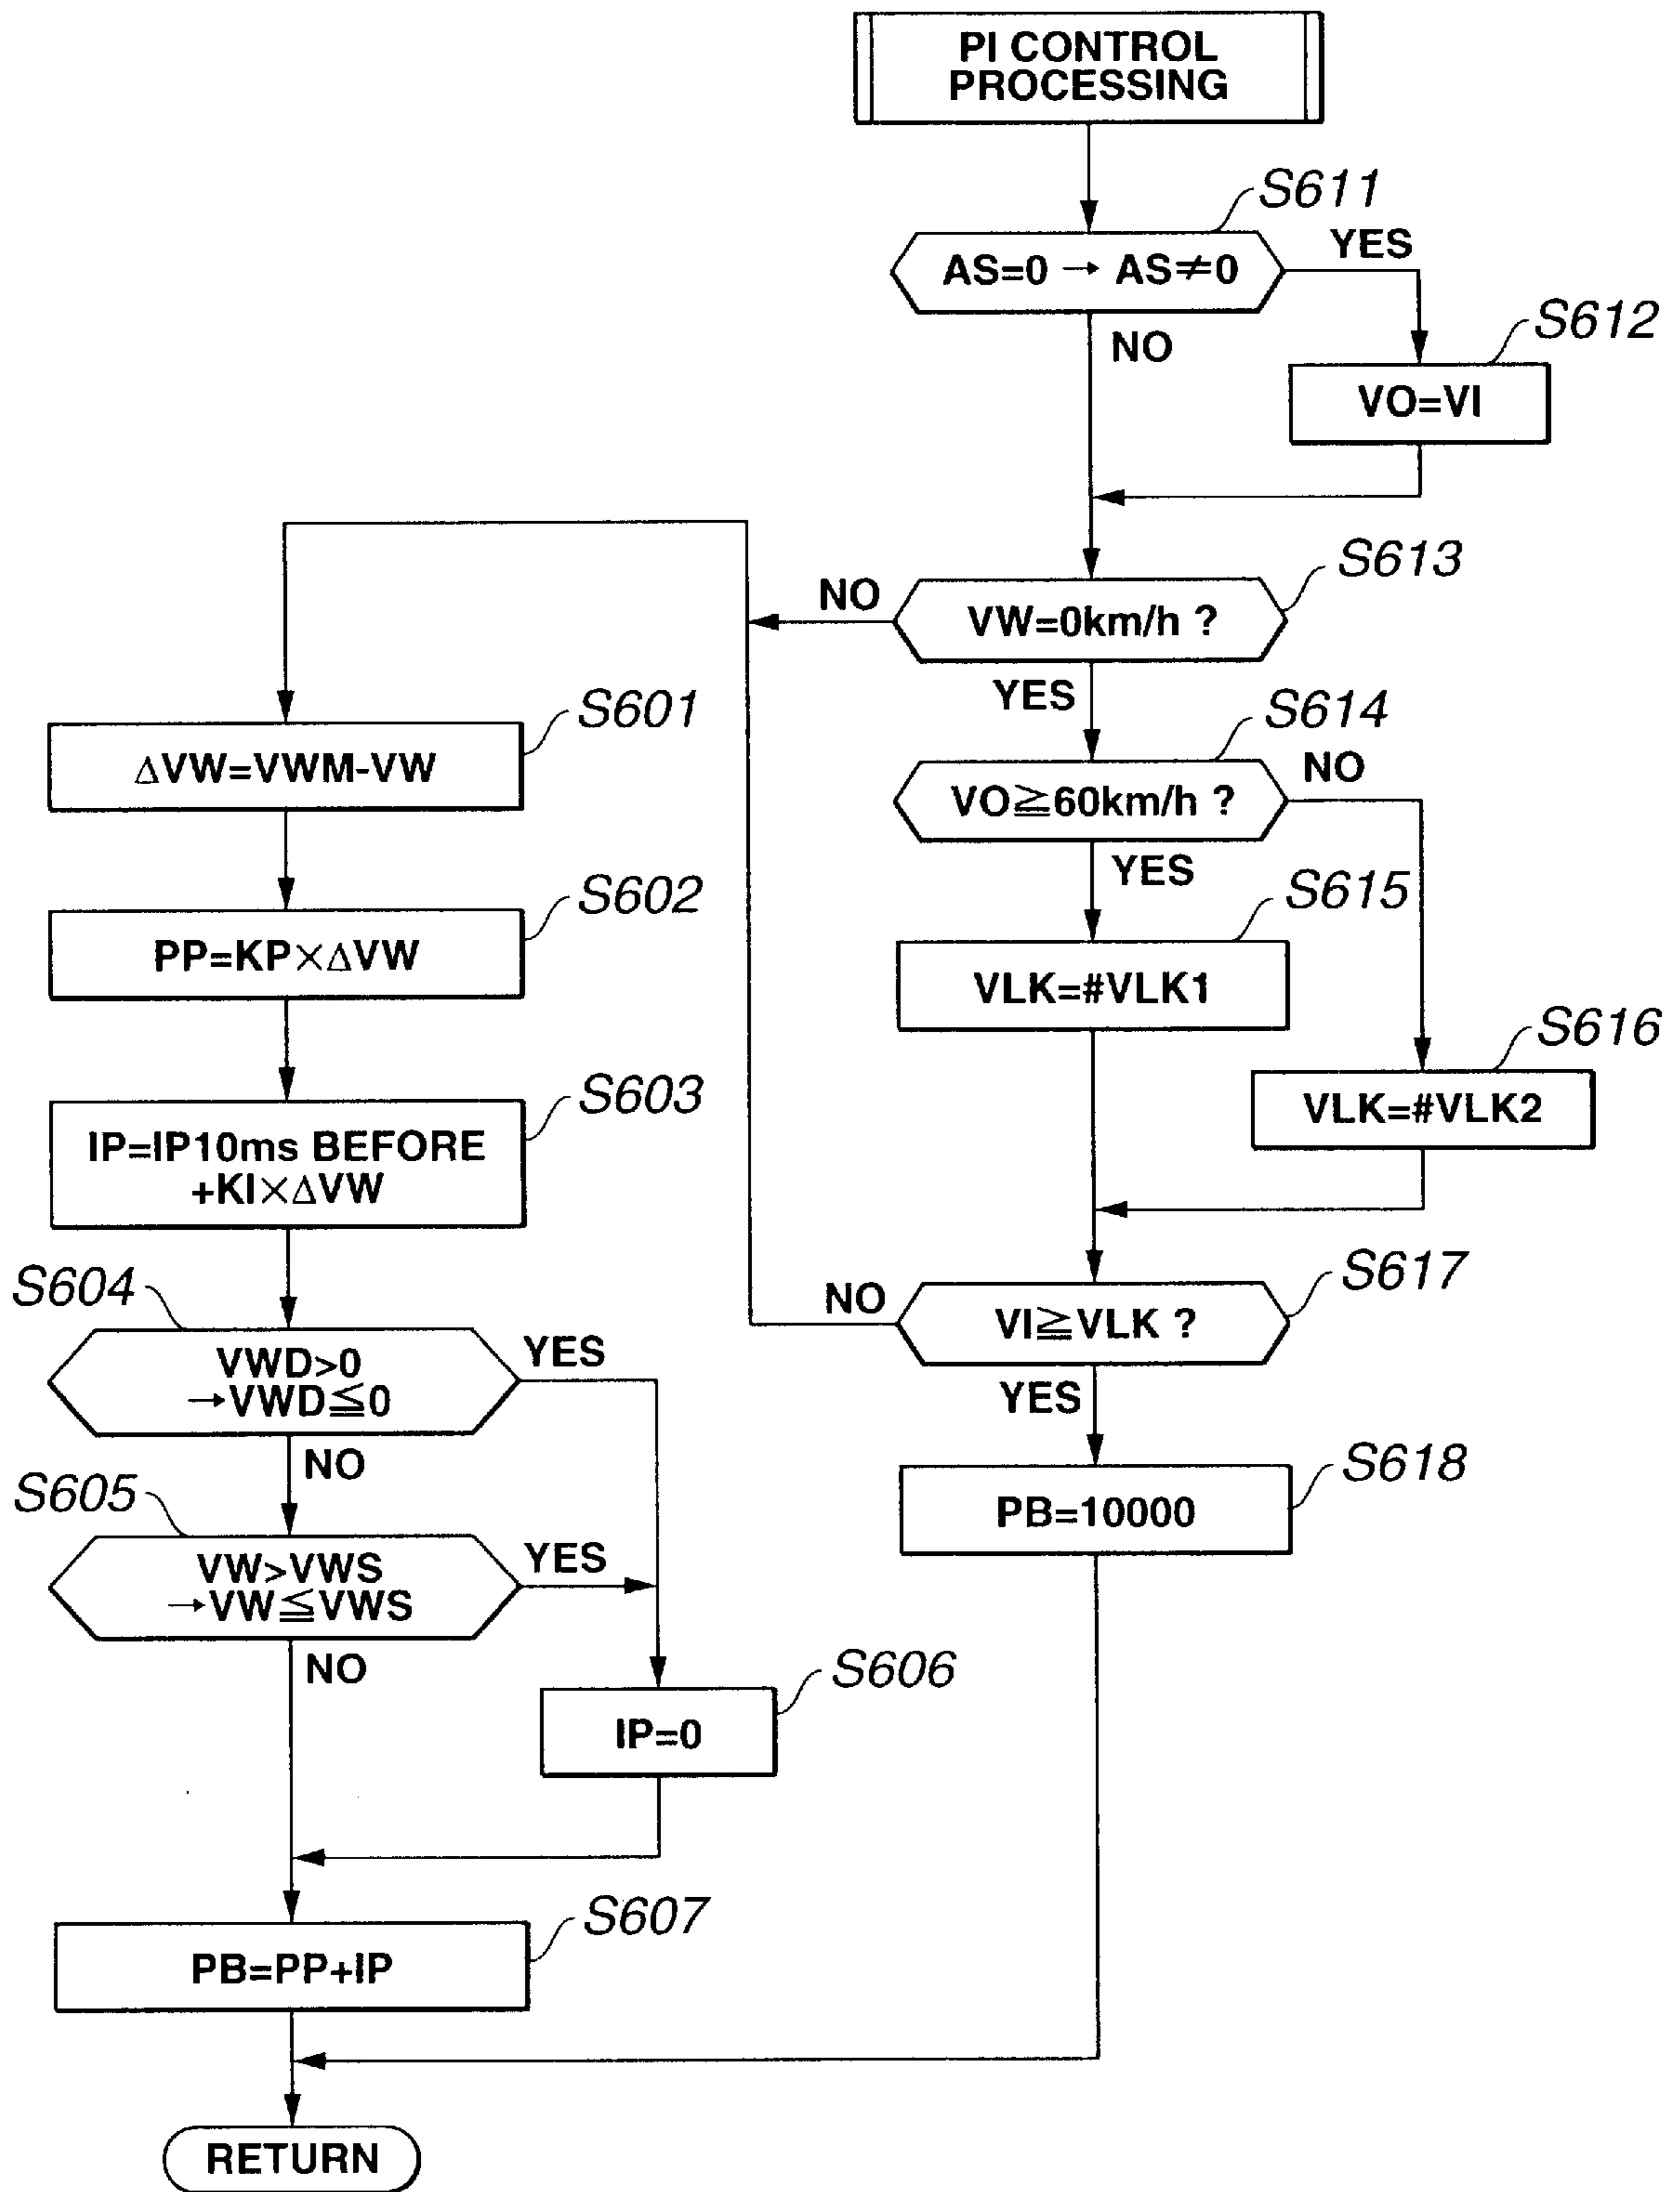 PI CONTROL
PROCESSING
S611
AS=0 → AS≠0
YES
NO
S612
VO=VI
S613
VW=0km/h ?
NO
YES
S614
VO≧60km/h ?
NO
YES
S615
VLK=#VLK1
S616
VLK=#VLK2
S617
VI≧VLK ?
NO
YES
S618
PB=10000
S601
ΔVW=VWM-VW
S602
PP=KP×ΔVW
S603
IP=IP10ms BEFORE
+KI×ΔVW
S604
VWD>0
→VWD≦0
YES
NO
S605
VW>VWS
→VW≦VWS
YES
NO
S606
IP=0
S607
PB=PP+IP
RETURN